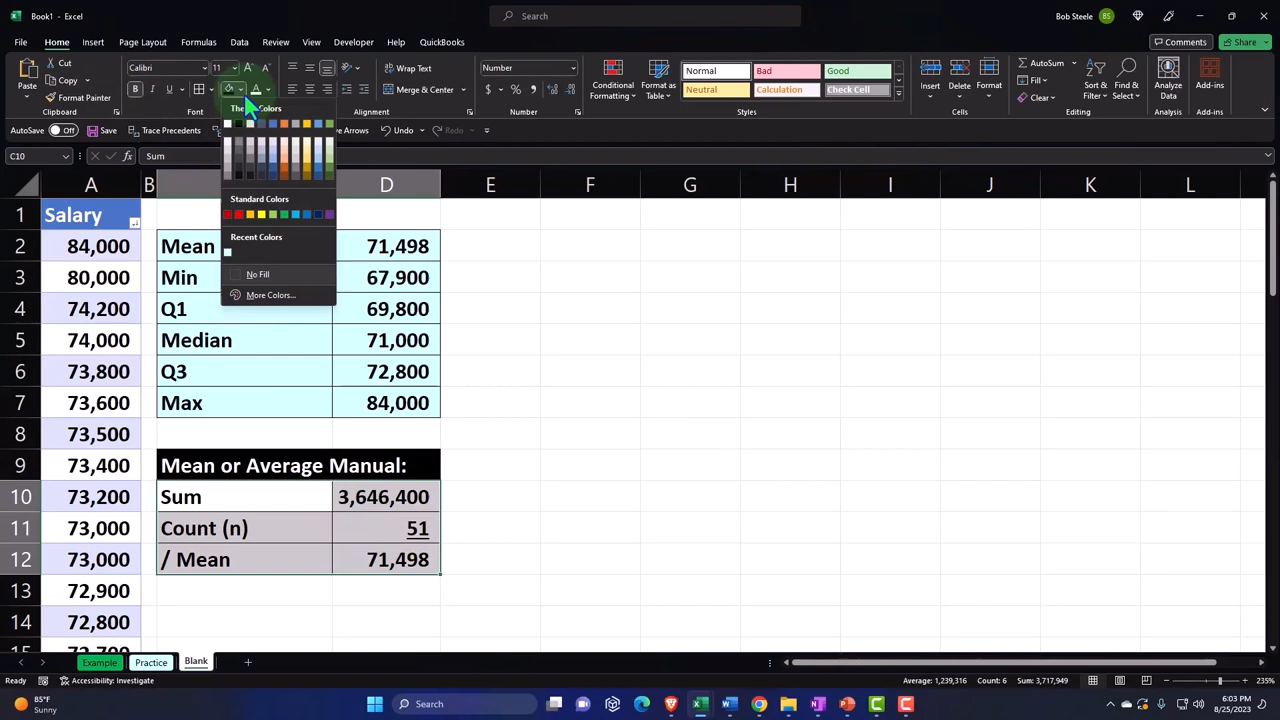 Book1 - Excel
Search
Bob Steele BS
File Home Insert Page Layout Formulas Data Review View Developer Help QuickBooks
Comments Share
Paste
Cut
Copy
Format Painter
Clipboard
Calibri 11
B I U
Wrap Text
Merge & Center
Alignment
Number
Number
Conditional Formatting
Format as Table
Normal Bad Good
Neutral Calculation Check Cell
Styles
Insert Delete Format
Cells
AutoSum
Fill
Clear
Sort & Filter
Find & Select
Editing
Analyze Data
Analysis
Add-ins
Add-ins
AutoSave Off Save Trace Precedents
Undo Redo
C10 fx Sum
Standard Colors
Recent Colors
No Fill
More Colors...
A B D E F G H I J K L
1 Salary
2 84,000 Mean 71,498
3 80,000 Min 67,900
4 74,200 Q1 69,800
5 74,000 Median 71,000
6 73,800 Q3 72,800
7 73,600 Max 84,000
8 73,500
9 73,400 Mean or Average Manual:
10 73,200 Sum 3,646,400
11 73,000 Count (n) 51
12 73,000 / Mean 71,498
13 72,900
14 72,800
Example Practice Blank
Ready Accessibility: Investigate
Average: 1,239,316 Count: 6 Sum: 3,717,949
235%
85°F
Sunny
Search
6:03 PM
8/25/2023